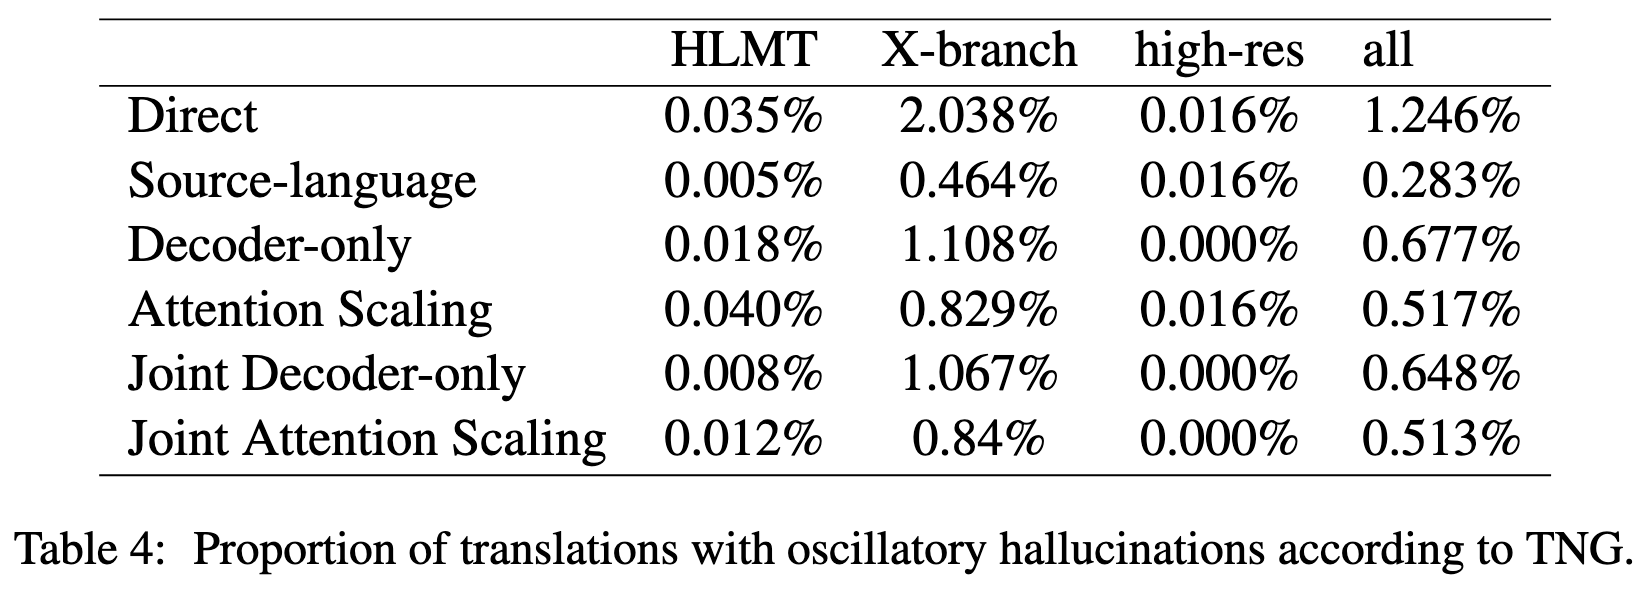 HLMT X-branch high-res all
Direct 0.035% 2.038% 0.016% 1.246%
Source-language 0.005% 0.464% 0.016% 0.283%
Decoder-only 0.018% 1.108% 0.000% 0.677%
Attention Scaling 0.040% 0.829% 0.016% 0.517%
Joint Decoder-only 0.008% 1.067% 0.000% 0.648%
Joint Attention Scaling 0.012% 0.84% 0.000% 0.513%
Table 4: Proportion of translations with oscillatory hallucinations according to TNG.